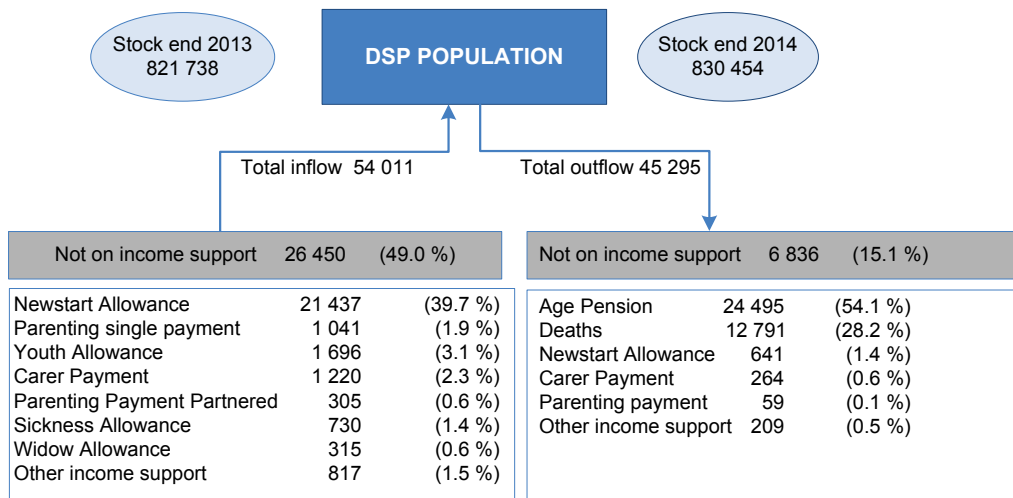 Stock end 2013
821 738
DSP POPULATION
Stock end 2014
830 454
Total inflow 54 011
Total outflow 45 295
Not on income support 26 450 (49.0 %)
Newstart Allowance 21 437 (39.7 %)
Parenting single payment 1 041 (1.9 %)
Youth Allowance 1 696 (3.1 %)
Carer Payment 1 220 (2.3 %)
Parenting Payment Partnered 305 (0.6 %)
Sickness Allowance 730 (1.4 %)
Widow Allowance 315 (0.6 %)
Other income support 817 (1.5 %)
Not on income support 6 836 (15.1 %)
Age Pension 24 495 (54.1 %)
Deaths 12 791 (28.2 %)
Newstart Allowance 641 (1.4 %)
Carer Payment 264 (0.6 %)
Parenting payment 59 (0.1 %)
Other income support 209 (0.5 %)